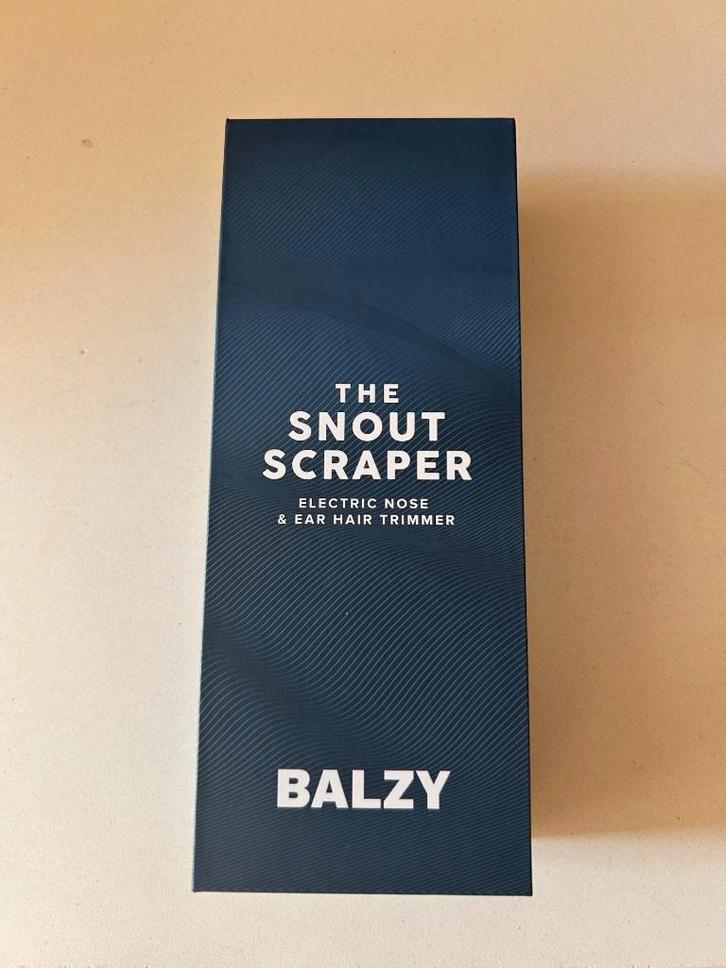 THE
SNOUT
SCRAPER
ELECTRIC NOSE
& EAR HAIR TRIMMER
BALZY